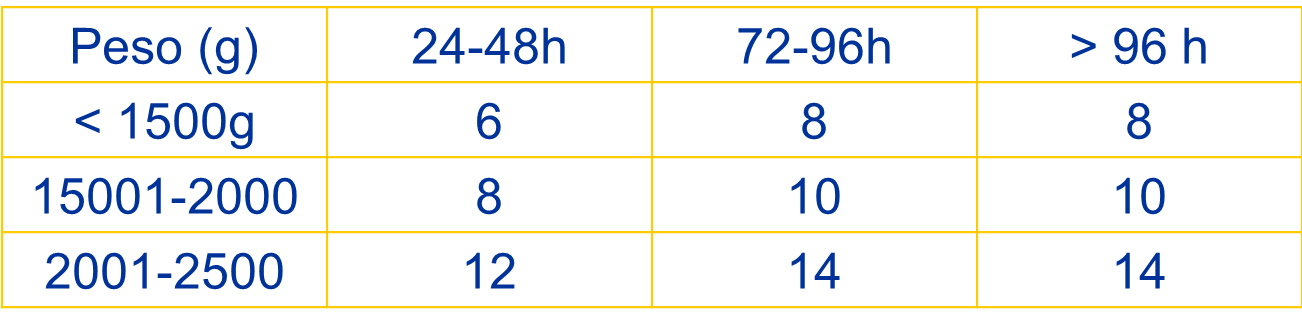 Peso (g) 24-48h 72-96h > 96 h
< 1500g 6 8 8
15001-2000 8 10 10
2001-2500 12 14 14